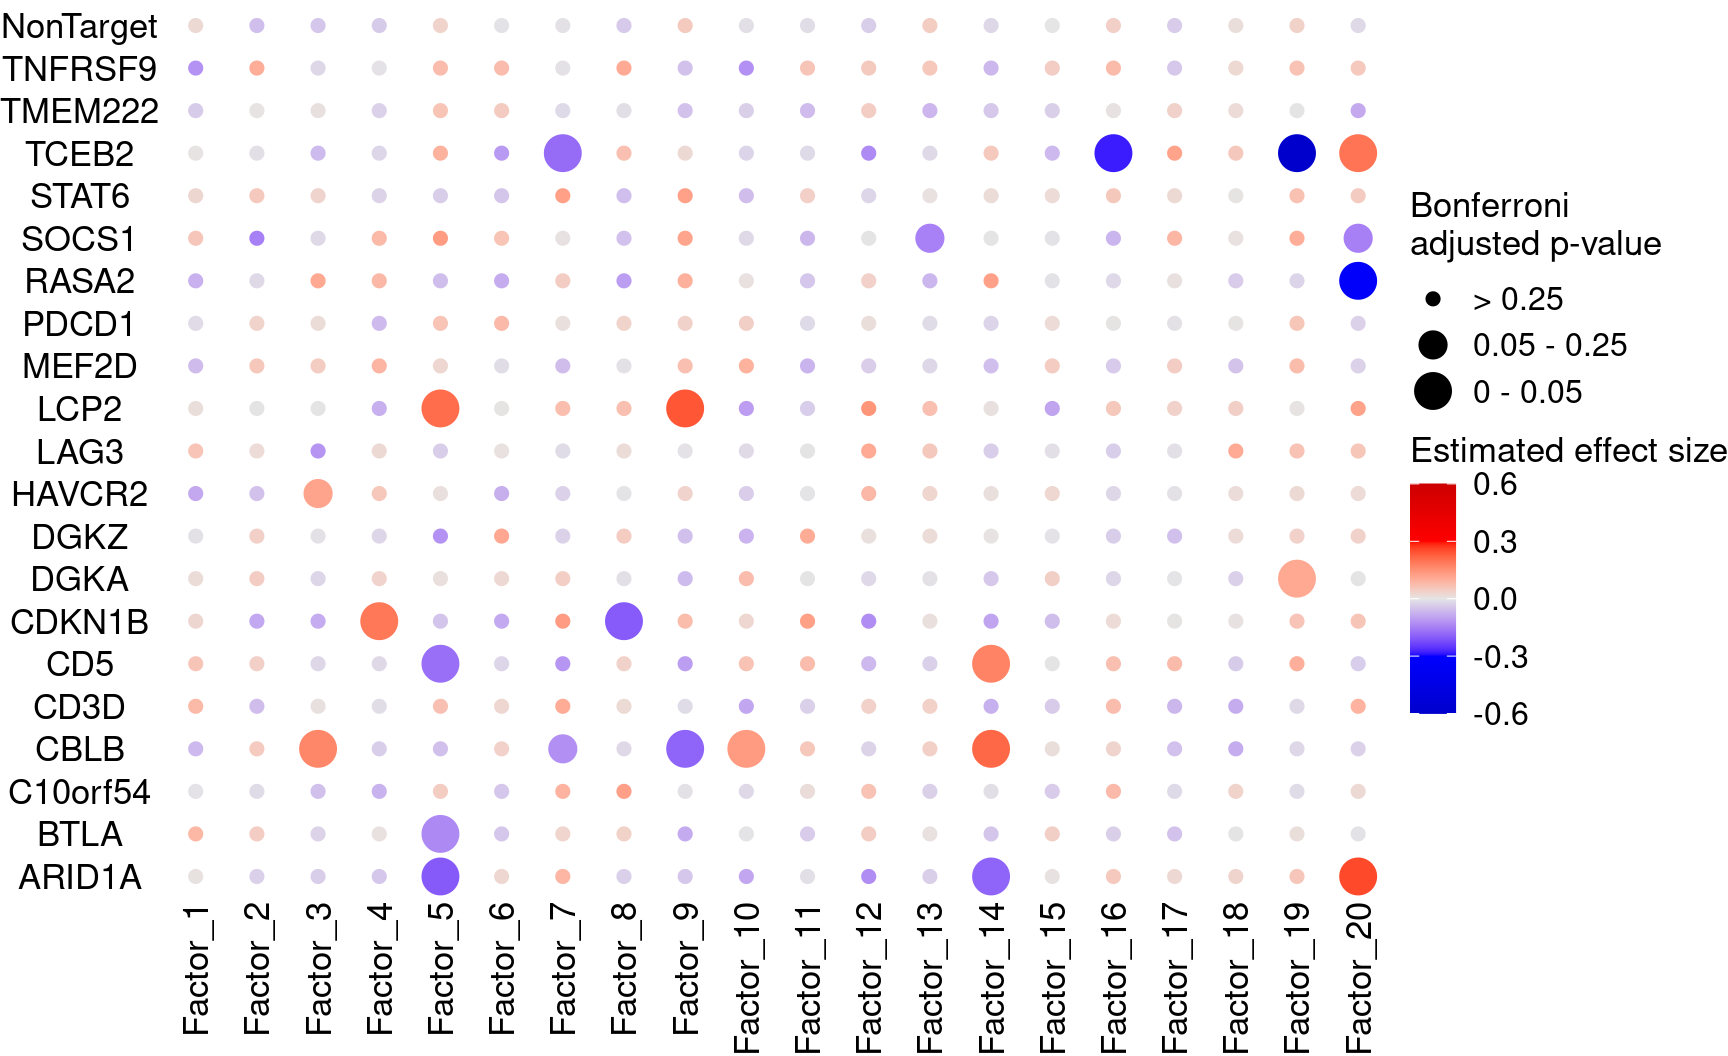 NonTarget
TNFRSF9
TMEM222
TCEB2
STAT6
SOCS1
RASA2
PDCD1
MEF2D
LCP2
LAG3
HAVCR2
DGKZ
DGKA
CDKN1B
CD5
CD3D
CBLB
C10orf54
BTLA
ARID1A
Factor_1
Factor_2
Factor_3
Factor_4
Factor_5
Factor_6
Factor_7
Factor_8
Factor_9
Factor_10
Factor_11
Factor_12
Factor_13
Factor_14
Factor_15
Factor_16
Factor_17
Factor_18
Factor_19
Factor_20
Bonferroni
adjusted p-value
> 0.25
0.05 - 0.25
0 - 0.05
Estimated effect size
0.6
0.3
0.0
-0.3
-0.6